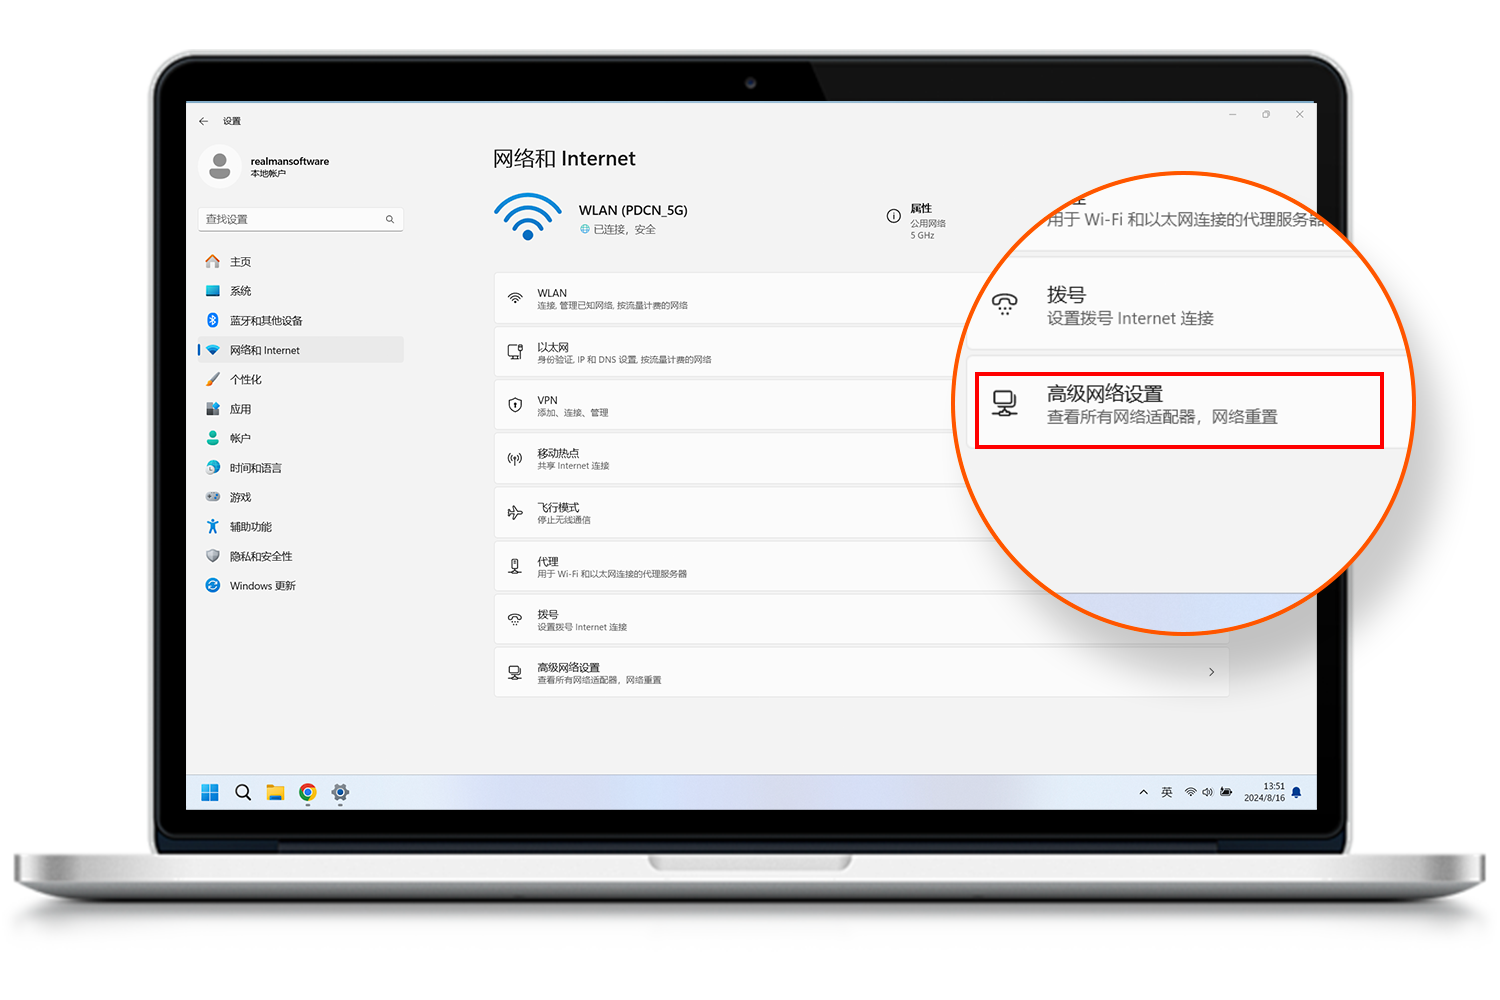 设置
realmansoftware
本地帐户
查找设置
主页
系统
蓝牙和其他设备
网络和 Internet
个性化
应用
帐户
时间和语言
游戏
辅助功能
隐私和安全性
Windows 更新
网络和 Internet
WLAN (PDCN_5G)
已连接，安全
属性
公用网络
5 GHz
WLAN
连接, 管理已知网络, 按流量计费的网络
以太网
身份验证, IP 和 DNS 设置, 按流量计费的网络
VPN
添加、连接、管理
移动热点
共享 Internet 连接
飞行模式
停止无线通信
代理
用于 Wi-Fi 和以太网连接的代理服务器
拨号
设置拨号 Internet 连接
高级网络设置
查看所有网络适配器，网络重置
用于 Wi-Fi 和以太网连接的代理服务器
拨号
设置拨号 Internet 连接
高级网络设置
查看所有网络适配器，网络重置
英
13:51
2024/8/16